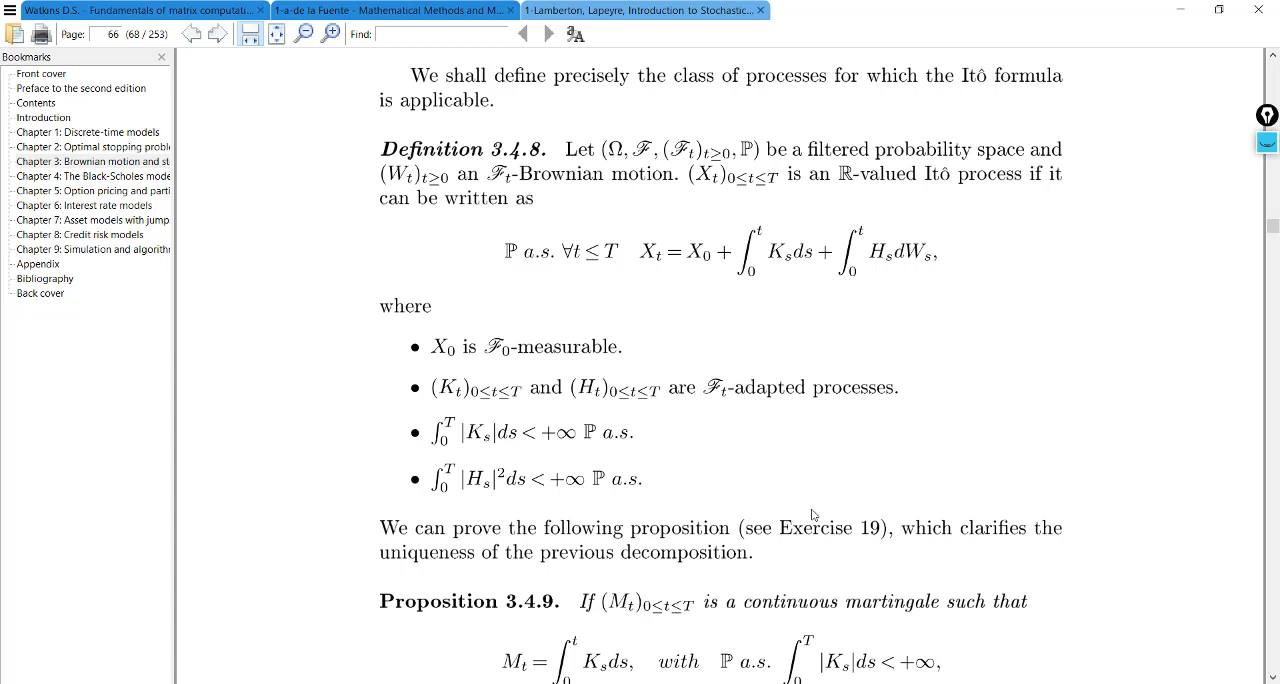 Watkins D.S. - Fundamentals of matrix computati... × 1-a-de la Fuente - Mathematical Methods and M... × 1-Lamberton, Lapeyre, Introduction to Stochastic... ×
Page: 66 (68 / 253) Find:
Bookmarks
Front cover
Preface to the second edition
Contents
Introduction
Chapter 1: Discrete-time models
Chapter 2: Optimal stopping probl
Chapter 3: Brownian motion and st
Chapter 4: The Black-Scholes mode
Chapter 5: Option pricing and parti
Chapter 6: Interest rate models
Chapter 7: Asset models with jump
Chapter 8: Credit risk models
Chapter 9: Simulation and algorithm
Appendix
Bibliography
Back cover
We shall define precisely the class of processes for which the Itô formula
is applicable.
Definition 3.4.8. Let (Ω, ℱ, (ℱ_t)_{t≥0}, ℙ) be a filtered probability space and
(W_t)_{t≥0} an ℱ_t-Brownian motion. (X_t)_{0≤t≤T} is an ℝ-valued Itô process if it
can be written as
ℙ a.s. ∀t ≤ T X_t = X_0 + ∫_0^t K_s ds + ∫_0^t H_s dW_s,
where
• X_0 is ℱ_0-measurable.
• (K_t)_{0≤t≤T} and (H_t)_{0≤t≤T} are ℱ_t-adapted processes.
• ∫_0^T |K_s|ds < +∞ ℙ a.s.
• ∫_0^T |H_s|^2 ds < +∞ ℙ a.s.
We can prove the following proposition (see Exercise 19), which clarifies the
uniqueness of the previous decomposition.
Proposition 3.4.9. If (M_t)_{0≤t≤T} is a continuous martingale such that
M_t = ∫_0^t K_s ds, with ℙ a.s. ∫_0^T |K_s|ds < +∞,